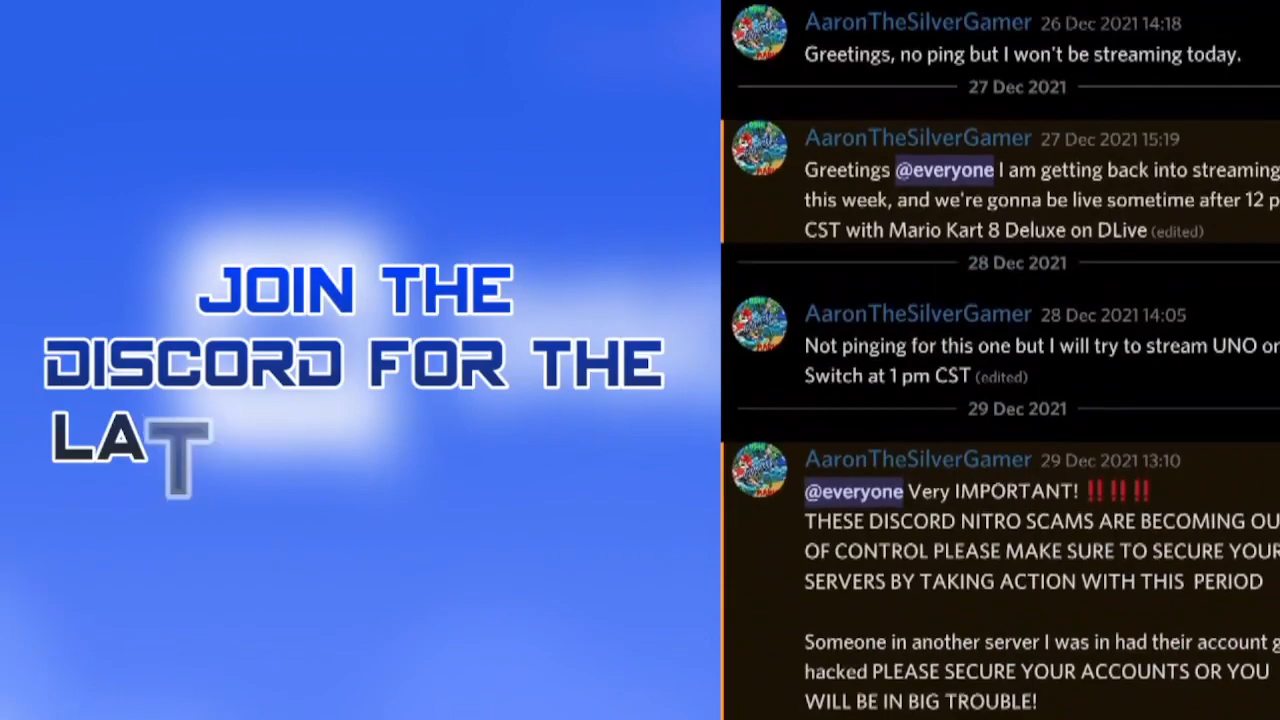 JOIN THE
DISCORD FOR THE
LAT
AaronTheSilverGamer 26 Dec 2021 14:18
Greetings, no ping but I won't be streaming today.
27 Dec 2021
AaronTheSilverGamer 27 Dec 2021 15:19
Greetings @everyone I am getting back into streaming
this week, and we're gonna be live sometime after 12 p
CST with Mario Kart 8 Deluxe on DLive (edited)
28 Dec 2021
AaronTheSilverGamer 28 Dec 2021 14:05
Not pinging for this one but I will try to stream UNO on
Switch at 1 pm CST (edited)
29 Dec 2021
AaronTheSilverGamer 29 Dec 2021 13:10
@everyone Very IMPORTANT! ‼️‼️‼️
THESE DISCORD NITRO SCAMS ARE BECOMING OU
OF CONTROL PLEASE MAKE SURE TO SECURE YOUR
SERVERS BY TAKING ACTION WITH THIS PERIOD
Someone in another server I was in had their account g
hacked PLEASE SECURE YOUR ACCOUNTS OR YOU
WILL BE IN BIG TROUBLE!